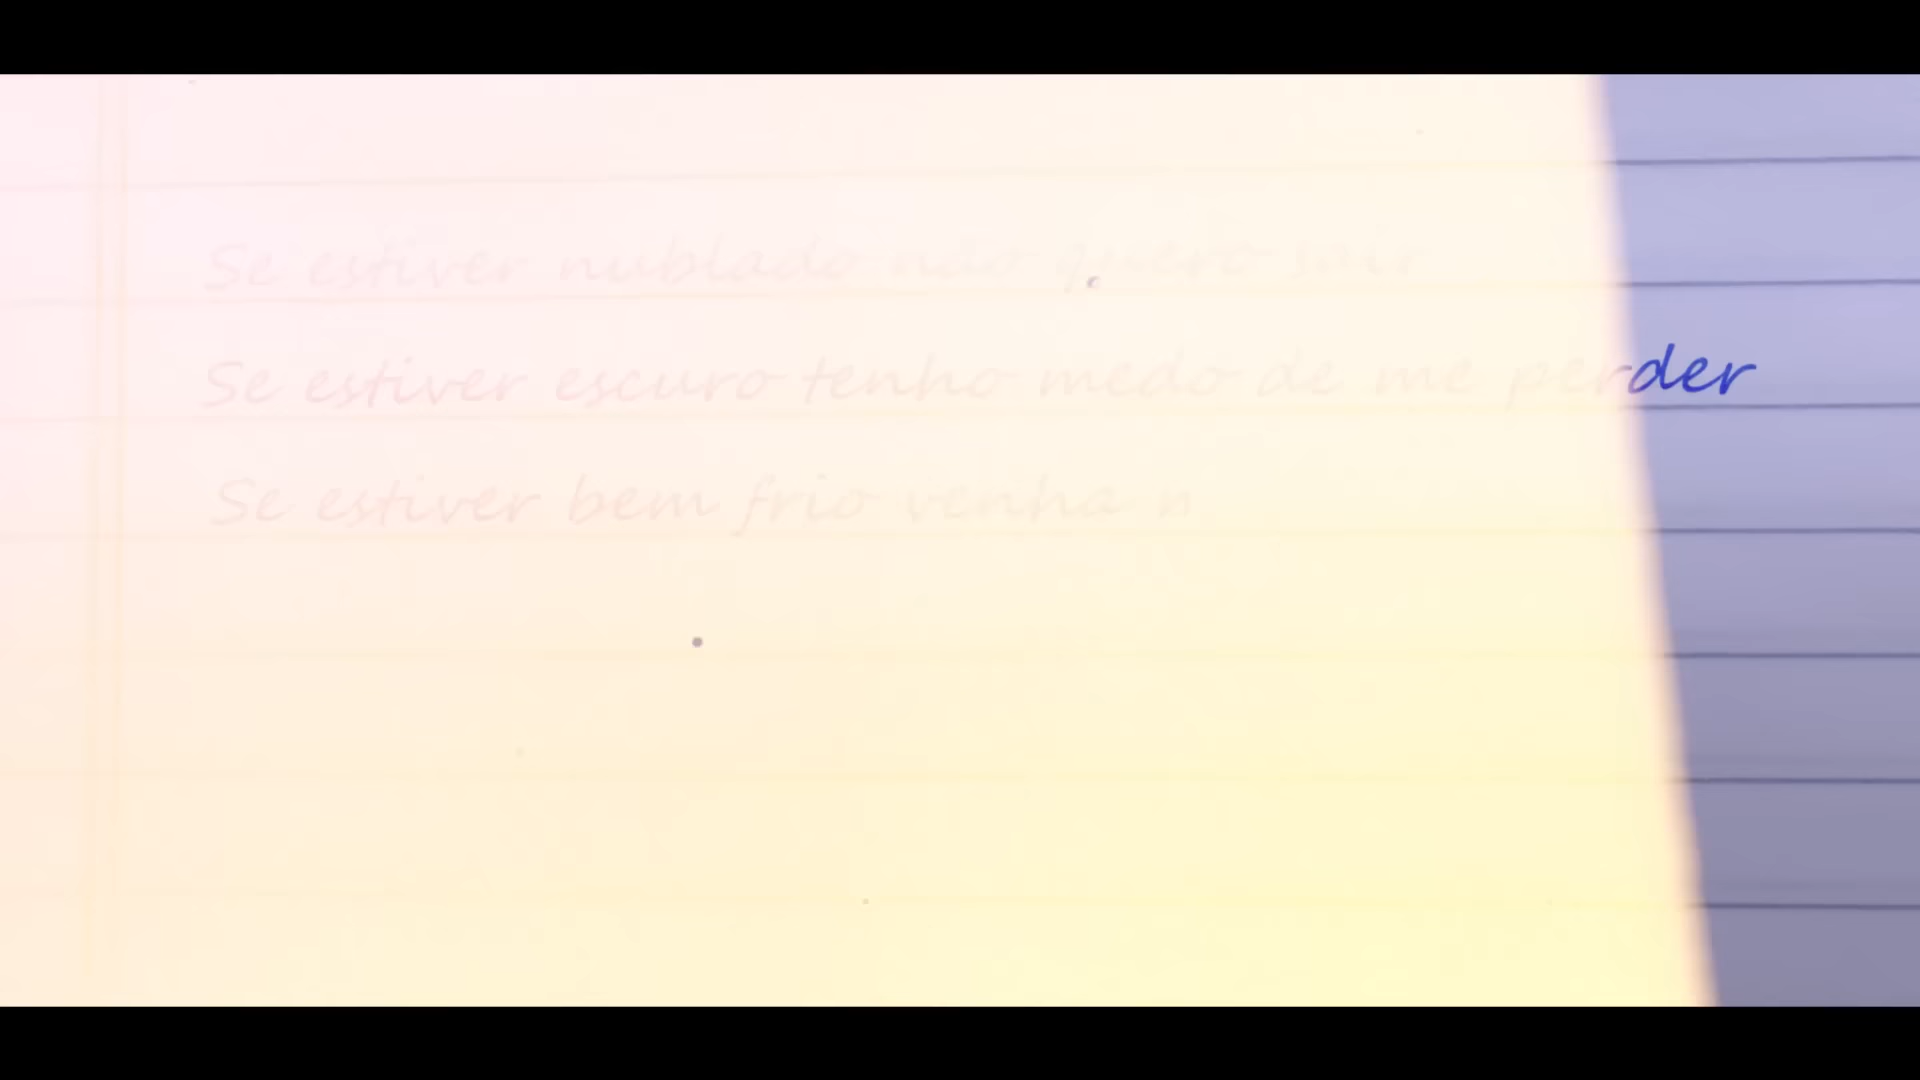 Se estiver nublado não quero sair
Se estiver escuro tenho medo de me perder
Se estiver bem frio venha n